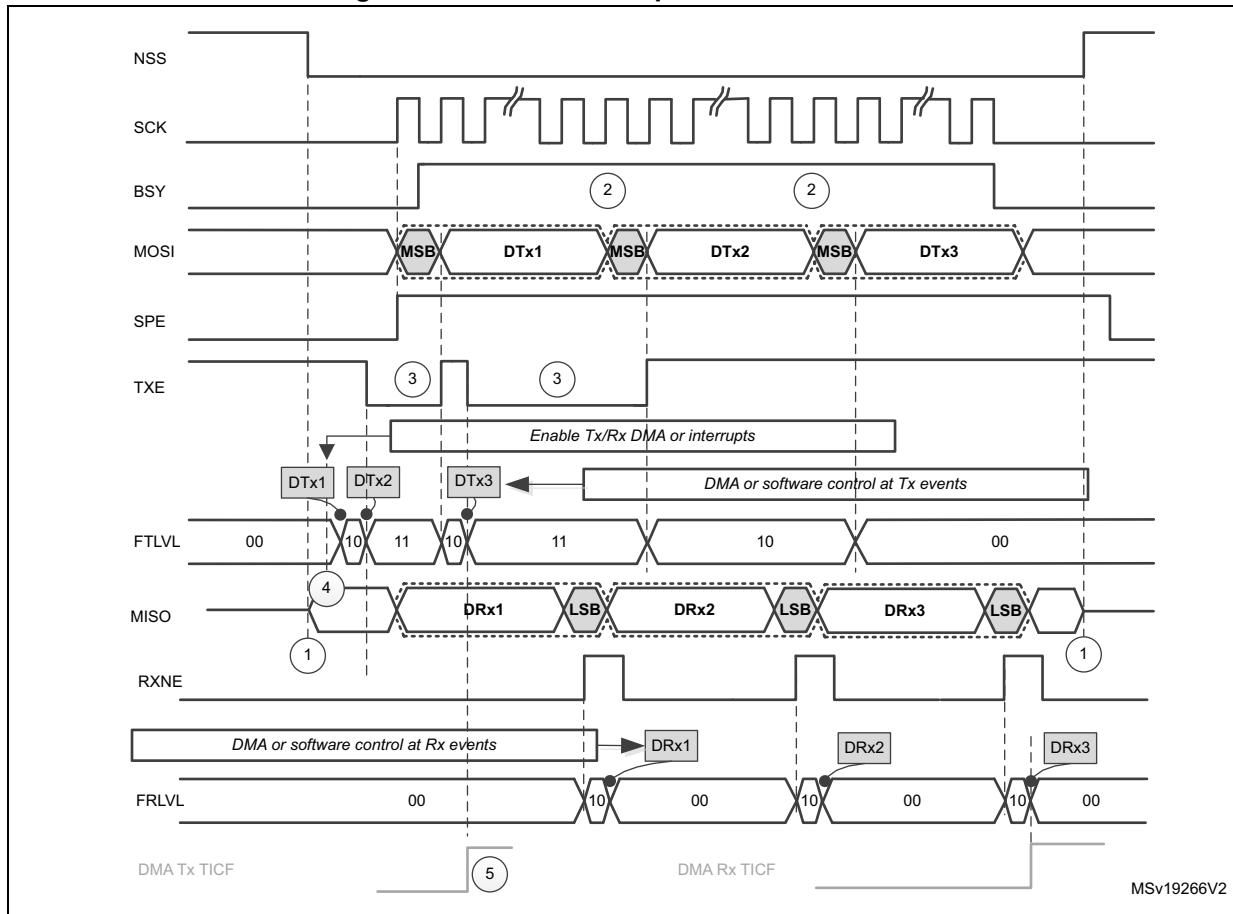 NSS
SCK
BSY
2 2
MOSI
MSB DTx1 MSB DTx2 MSB DTx3
SPE
TXE
3 3
Enable Tx/Rx DMA or interrupts
DTx1 DTx2 DTx3 DMA or software control at Tx events
FTLVL 00 10 11 10 11 10 00
4
MISO DRx1 LSB DRx2 LSB DRx3 LSB
1 1
RXNE
DMA or software control at Rx events DRx1 DRx2 DRx3
FRLVL 00 10 00 10 00 10 00
DMA Tx TICF 5 DMA Rx TICF
MSv19266V2